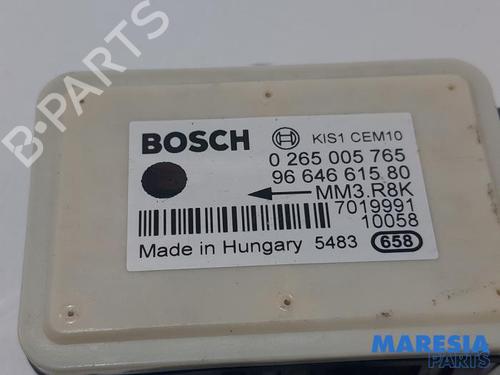 B-PARTS
BOSCH KIS1 CEM10
0 265 005 765
96 646 615 80
MM3.R8K
7019991
10058
Made in Hungary 5483 658
MARESIA
PARTS